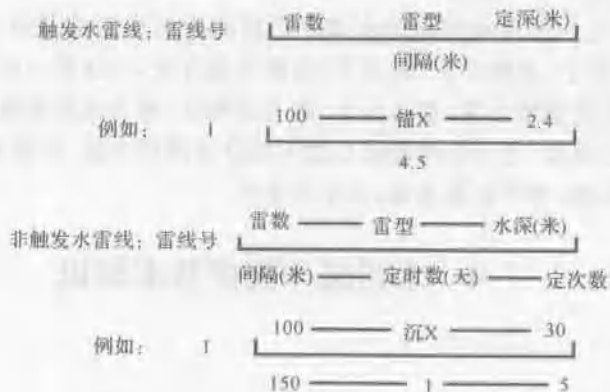 触发水雷线：雷线号 雷数 雷型 定深(米)
间隔(米)
例如： I 100 —— 锚X —— 2.4
4.5
非触发水雷线：雷线号 雷数 —— 雷型 —— 水深(米)
间隔(米) —— 定时数(天) —— 定次数
例如： I 100 —— 沉X —— 30
150 —— 1 —— 5